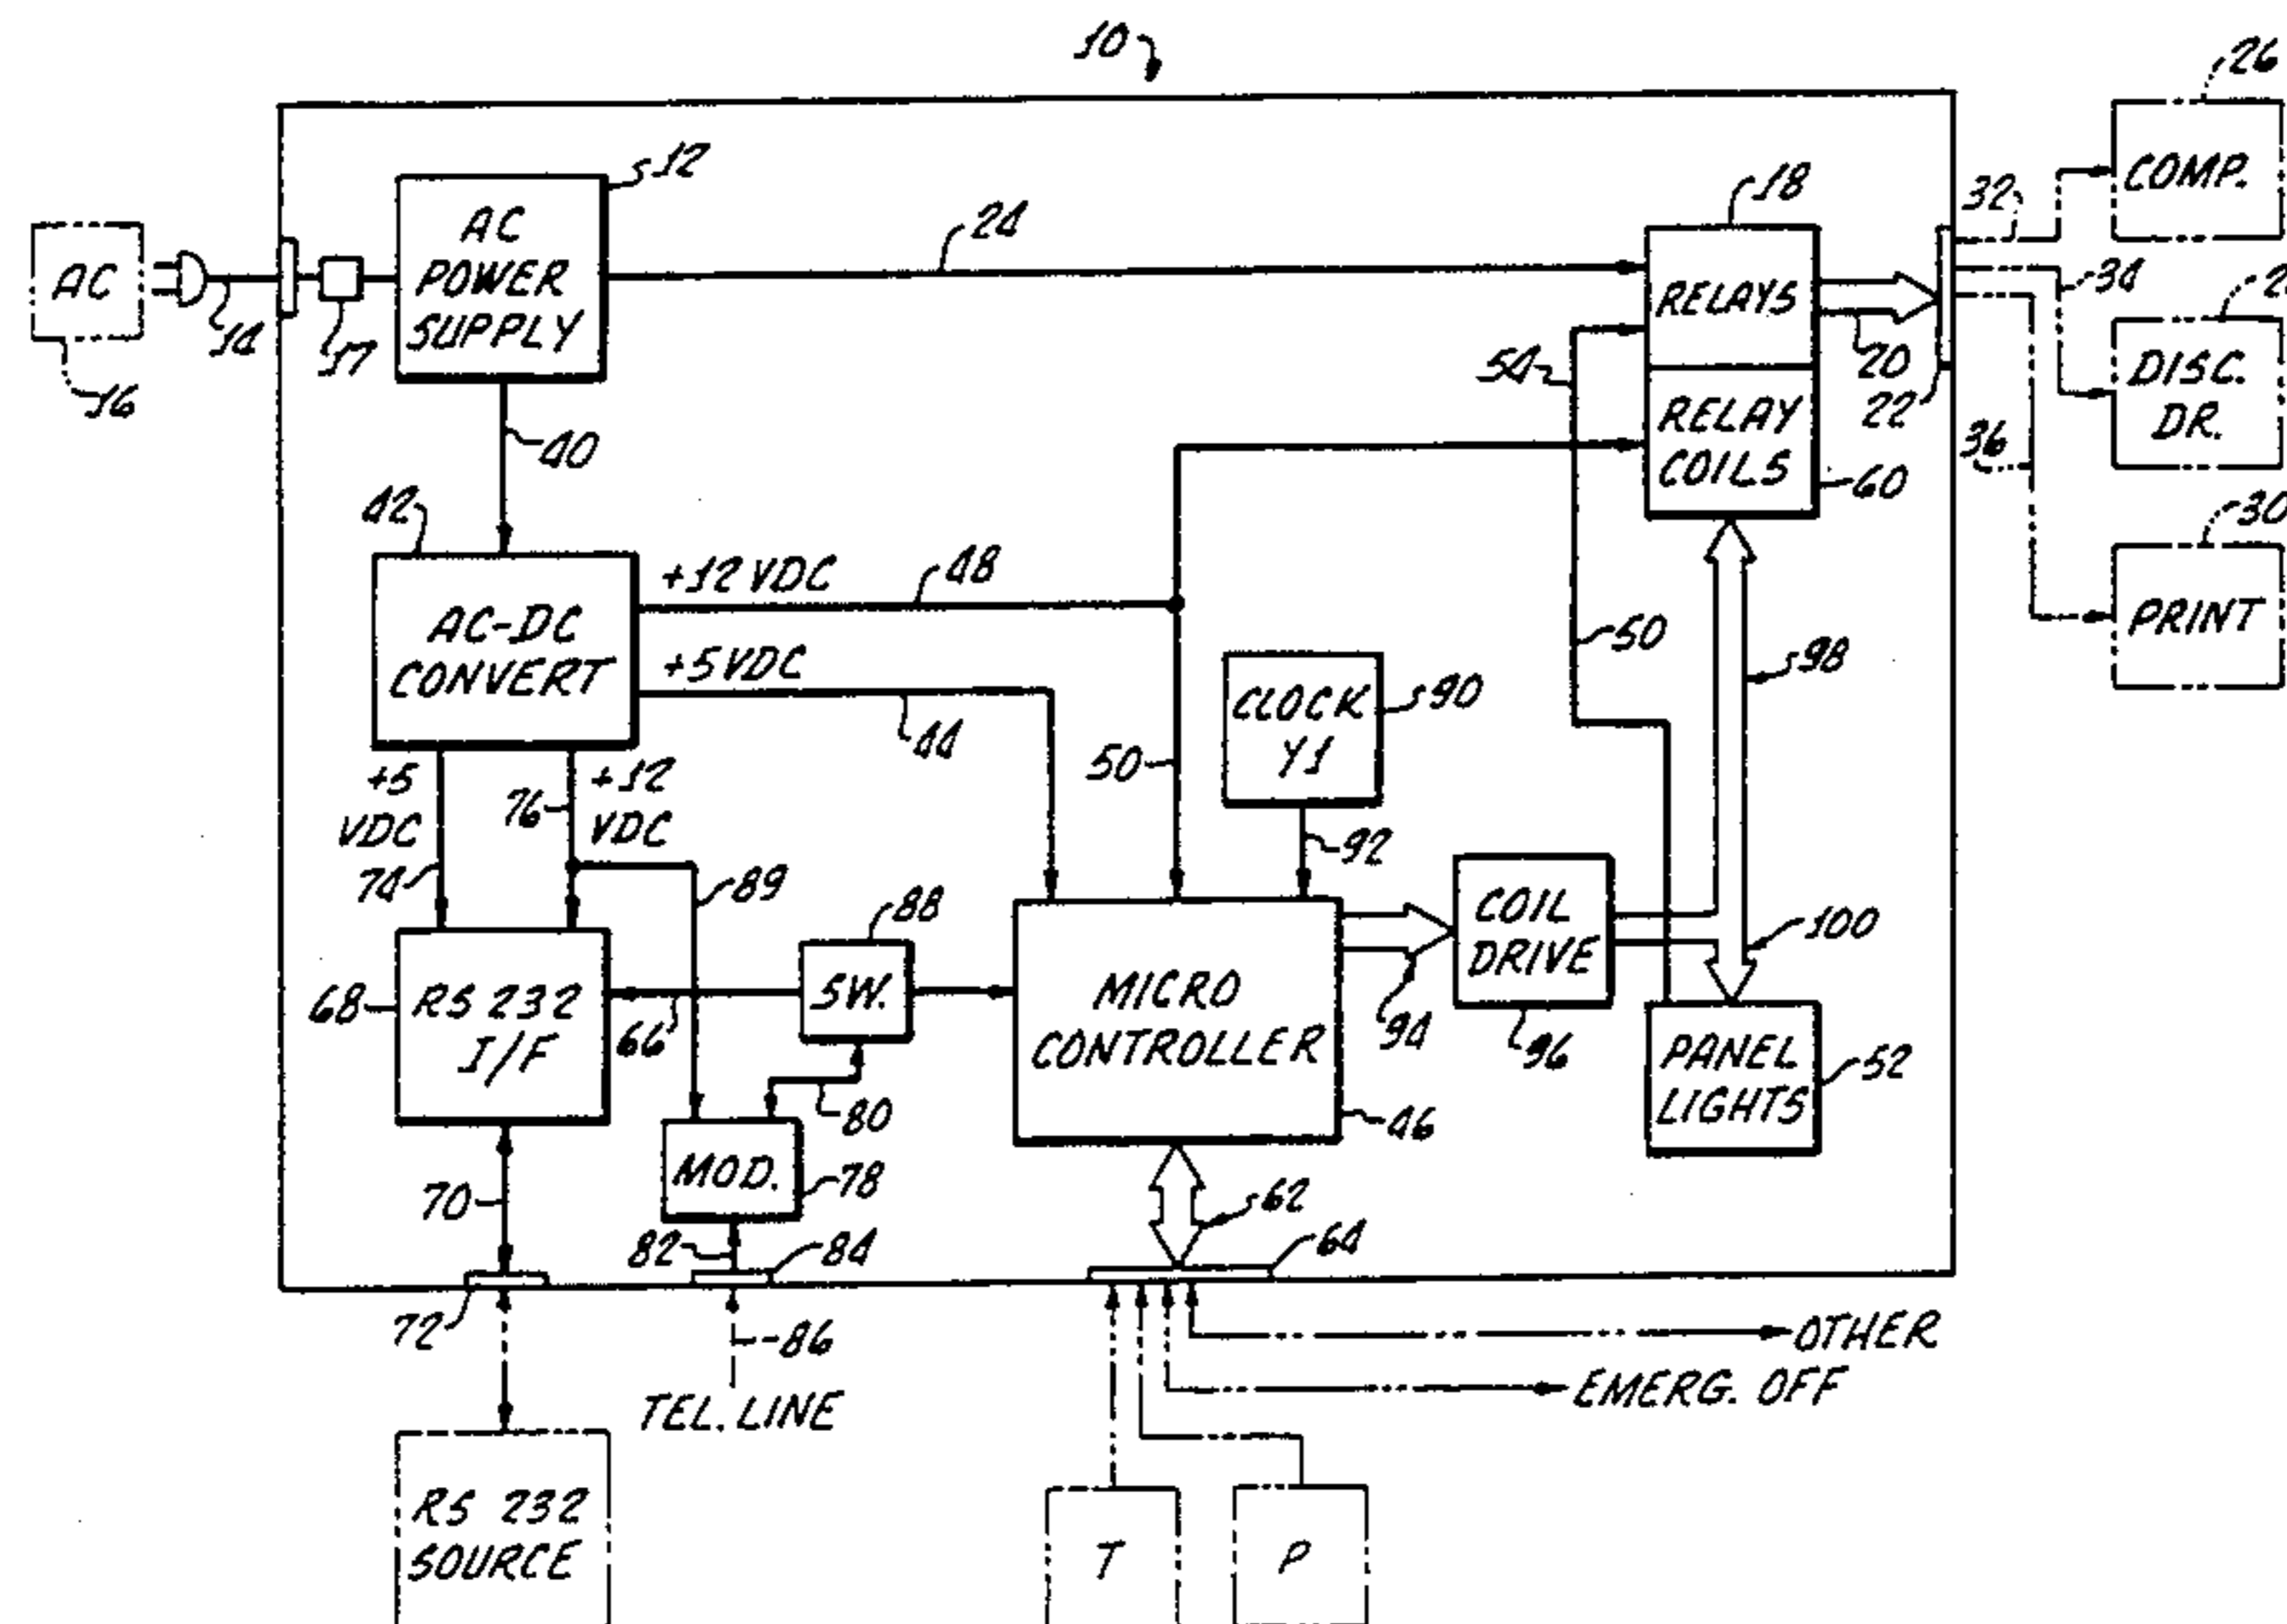 10
26
12
AC
POWER
SUPPLY
24
18
32
COMP.
AC
14
17
16
RELAYS
20
22
34
DISC.
DR.
54
40
RELAY
COILS
60
36
30
42
+12 VDC
48
AC-DC
CONVERT
+5 VDC
44
50
CLOCK
Y1
90
50
98
PRINT
+5
VDC
74
76
+12
VDC
89
92
88
68
RS 232
I/F
66
SW.
80
MICRO
CONTROLLER
46
94
COIL
DRIVE
96
100
PANEL
LIGHTS
52
70
MOD.
78
82
84
62
64
72
86
TEL. LINE
OTHER
EMERG. OFF
RS 232
SOURCE
T
P